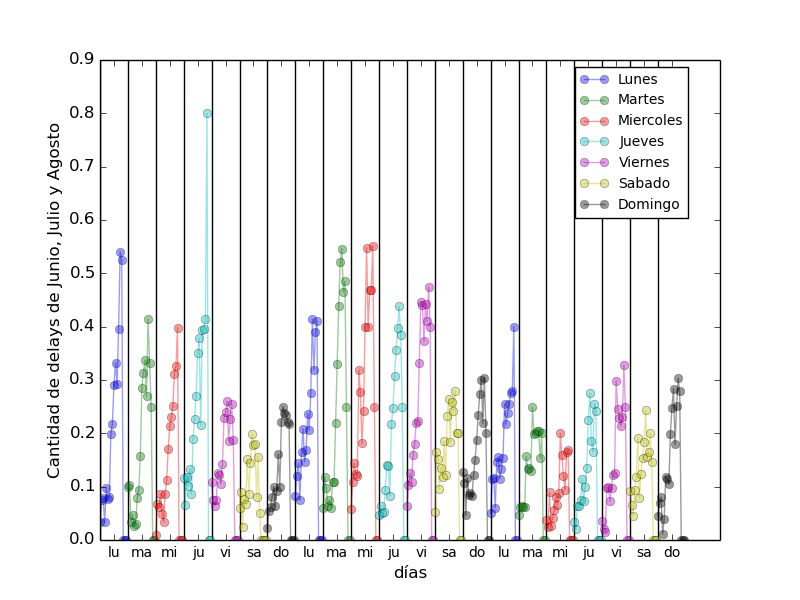 Cantidad de delays de Junio, Julio y Agosto
0.9
0.8
0.7
0.6
0.5
0.4
0.3
0.2
0.1
0.0
Lunes
Martes
Miercoles
Jueves
Viernes
Sabado
Domingo
lu ma mi ju vi sa do lu ma mi ju vi sa do lu ma mi ju vi sa do
días